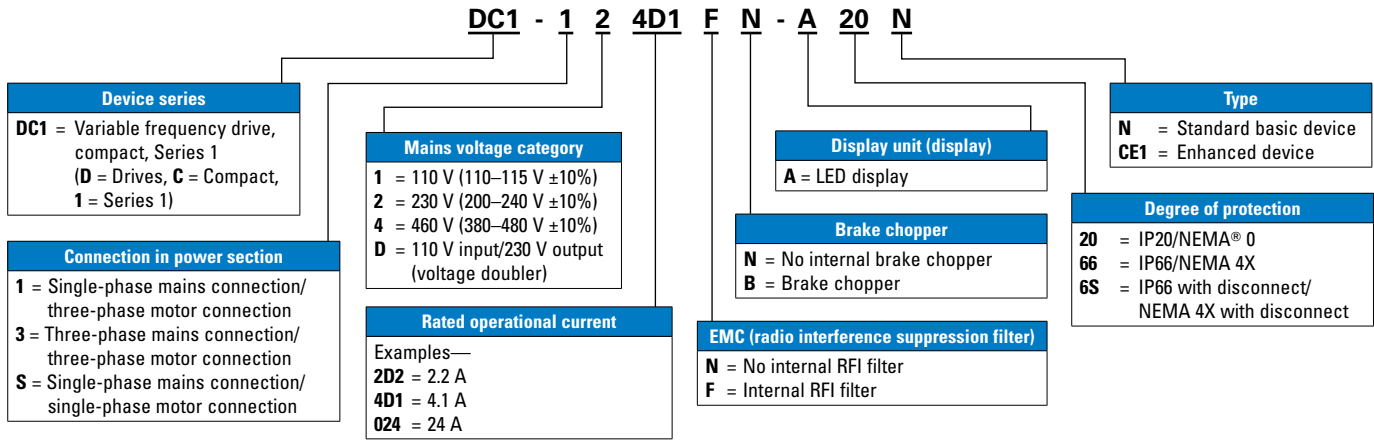 DC1 - 1 2 4D1 F N - A 20 N
Device series
DC1 = Variable frequency drive,
compact, Series 1
(D = Drives, C = Compact,
1 = Series 1)
Connection in power section
1 = Single-phase mains connection/
three-phase motor connection
3 = Three-phase mains connection/
three-phase motor connection
S = Single-phase mains connection/
single-phase motor connection
Mains voltage category
1 = 110 V (110–115 V ±10%)
2 = 230 V (200–240 V ±10%)
4 = 460 V (380–480 V ±10%)
D = 110 V input/230 V output
(voltage doubler)
Rated operational current
Examples—
2D2 = 2.2 A
4D1 = 4.1 A
024 = 24 A
Display unit (display)
A = LED display
Brake chopper
N = No internal brake chopper
B = Brake chopper
EMC (radio interference suppression filter)
N = No internal RFI filter
F = Internal RFI filter
Type
N = Standard basic device
CE1 = Enhanced device
Degree of protection
20 = IP20/NEMA® 0
66 = IP66/NEMA 4X
6S = IP66 with disconnect/
NEMA 4X with disconnect